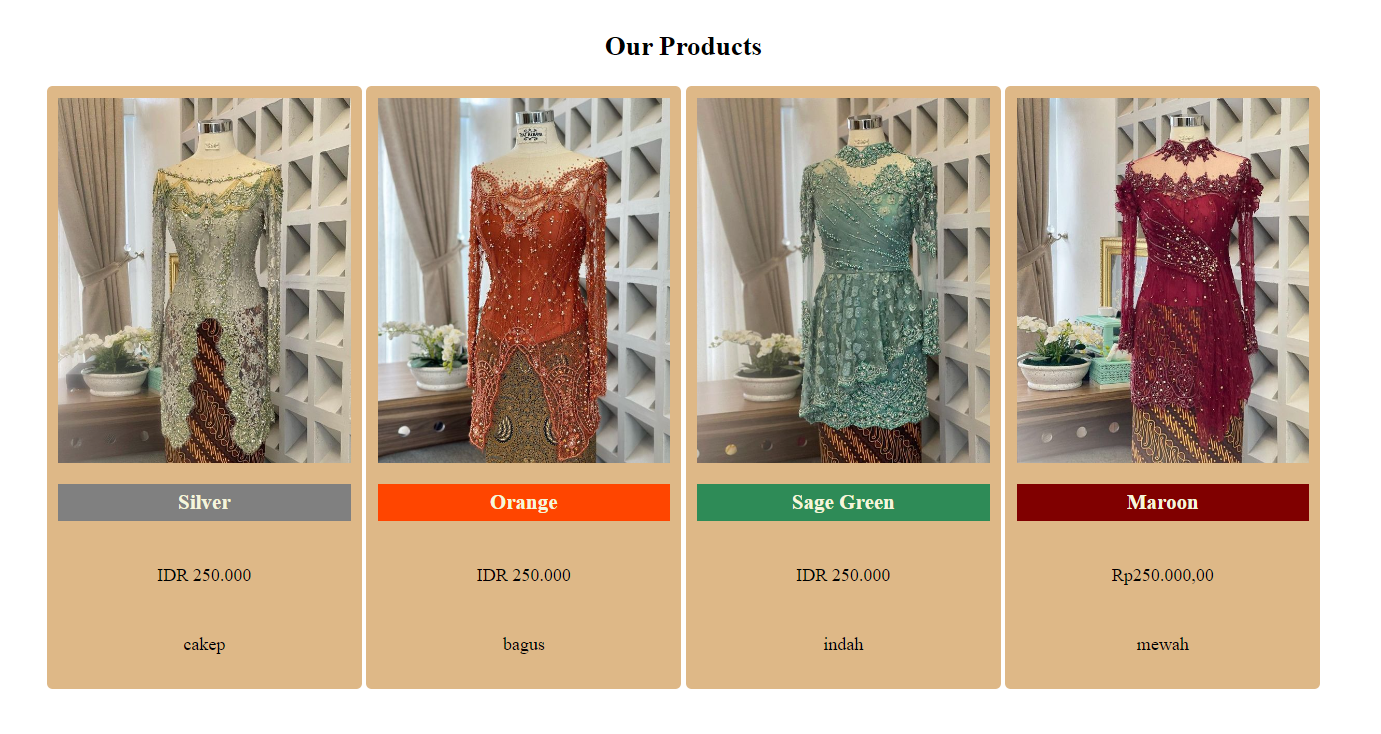 Our Products
Silver
Orange
Sage Green
Maroon
IDR 250.000
IDR 250.000
IDR 250.000
Rp250.000,00
cakep
bagus
indah
mewah